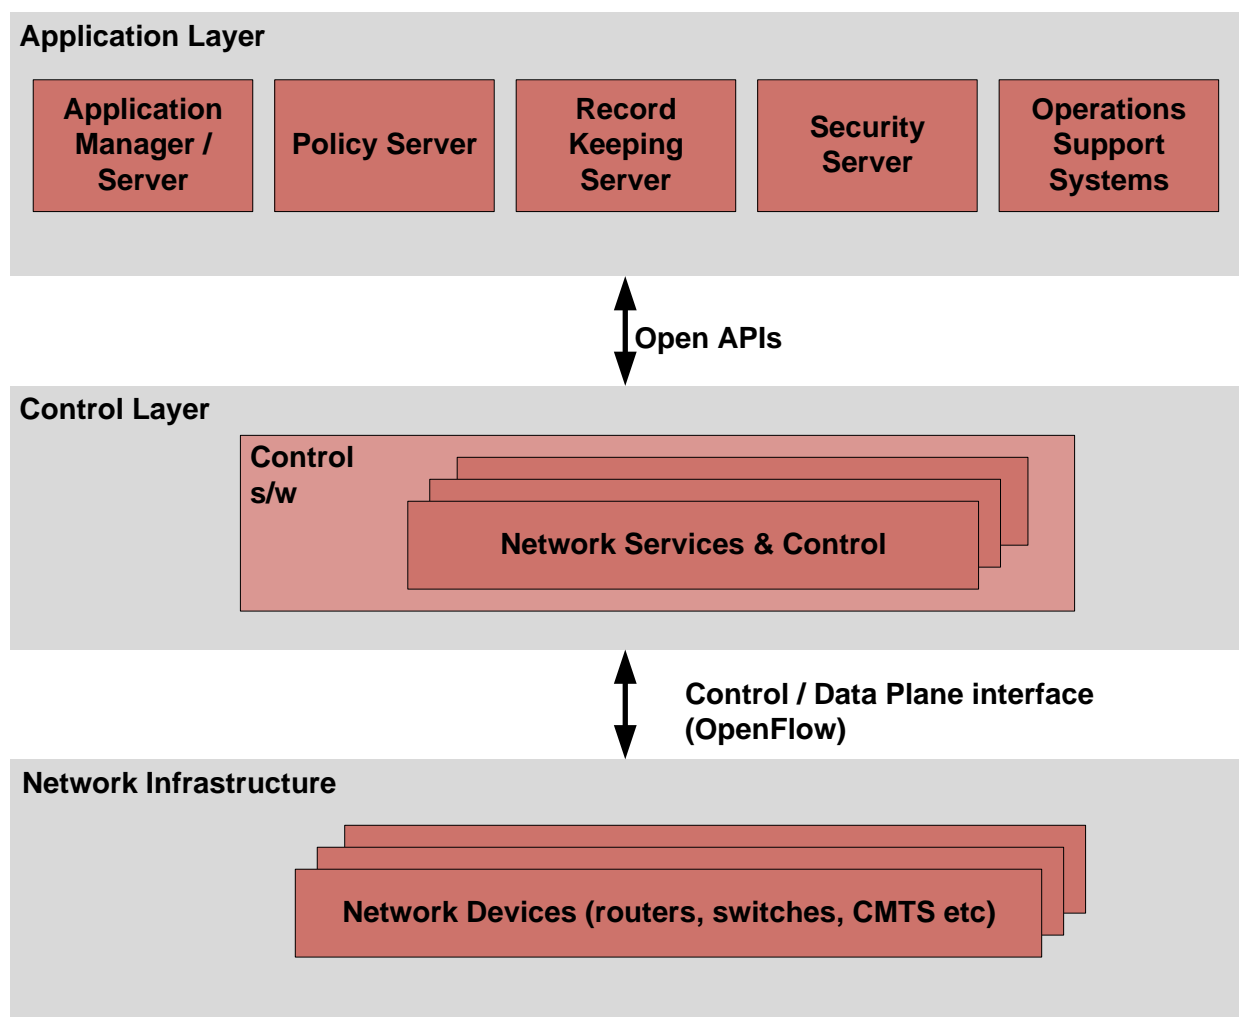 Application Layer
Application
Manager /
Server
Policy Server
Record
Keeping
Server
Security
Server
Operations
Support
Systems
Open APIs
Control Layer
Control
s/w
Network Services & Control
Control / Data Plane interface
(OpenFlow)
Network Infrastructure
Network Devices (routers, switches, CMTS etc)